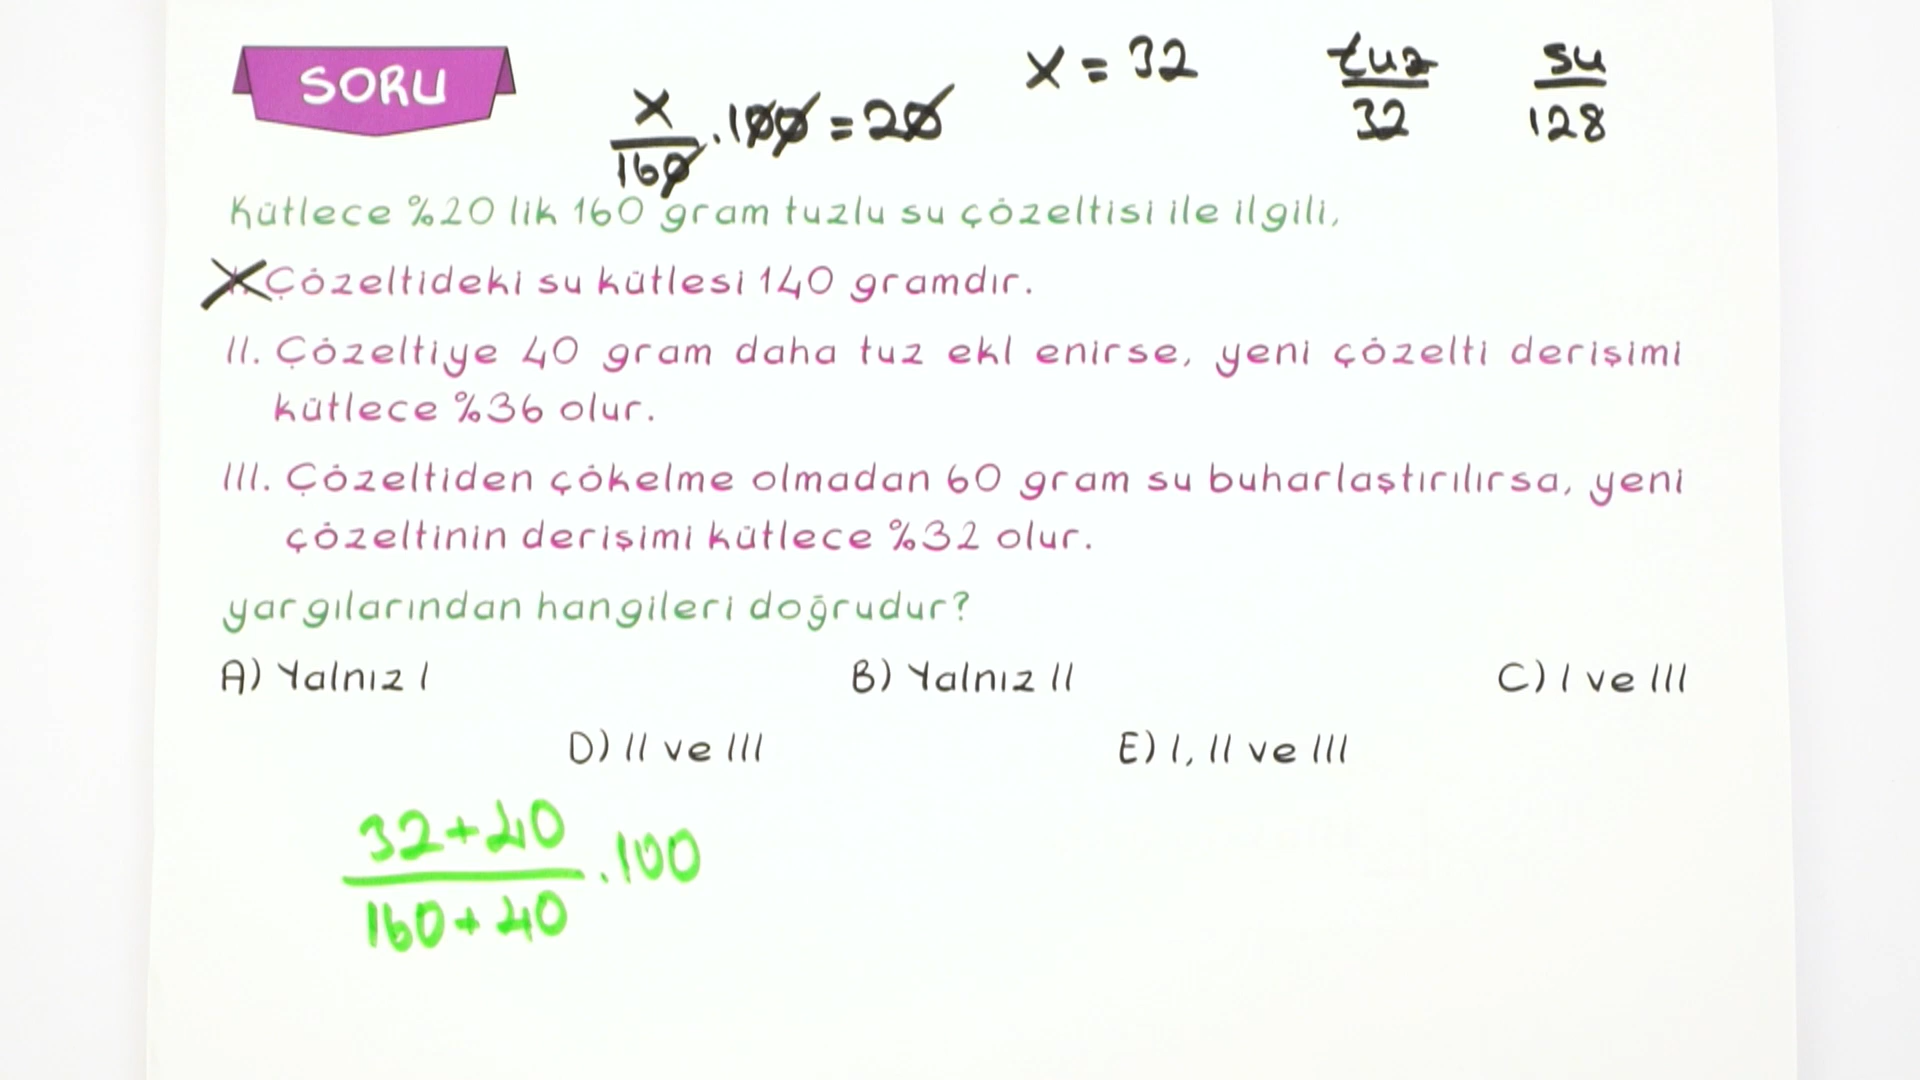 SORU
x/160 . 100 = 20
x = 32
tuz/32
su/128
Kütlece %20 lik 160 gram tuzlu su çözeltisi ile ilgili,
I. Çözeltideki su kütlesi 140 gramdır.
II. Çözeltiye 40 gram daha tuz ekl enirse, yeni çözelti derişimi
kütlece %36 olur.
III. Çözeltiden çökelme olmadan 60 gram su buharlaştırılırsa, yeni
çözeltinin derişimi kütlece %32 olur.
yargılarından hangileri doğrudur?
A) Yalnız I
B) Yalnız II
C) I ve III
D) II ve III
E) I, II ve III
32+40
160+40
.100